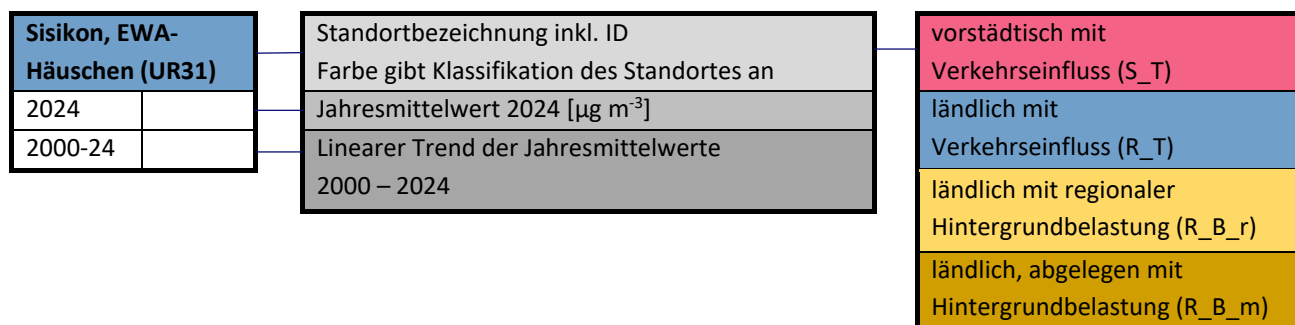 Sisikon, EWA-
Häuschen (UR31)
2024
2000-24
Standortbezeichnung inkl. ID
Farbe gibt Klassifikation des Standortes an
Jahresmittelwert 2024 [µg m⁻³]
Linearer Trend der Jahresmittelwerte
2000 – 2024
vorstädtisch mit
Verkehrseinfluss (S_T)
ländlich mit
Verkehrseinfluss (R_T)
ländlich mit regionaler
Hintergrundbelastung (R_B_r)
ländlich, abgelegen mit
Hintergrundbelastung (R_B_m)